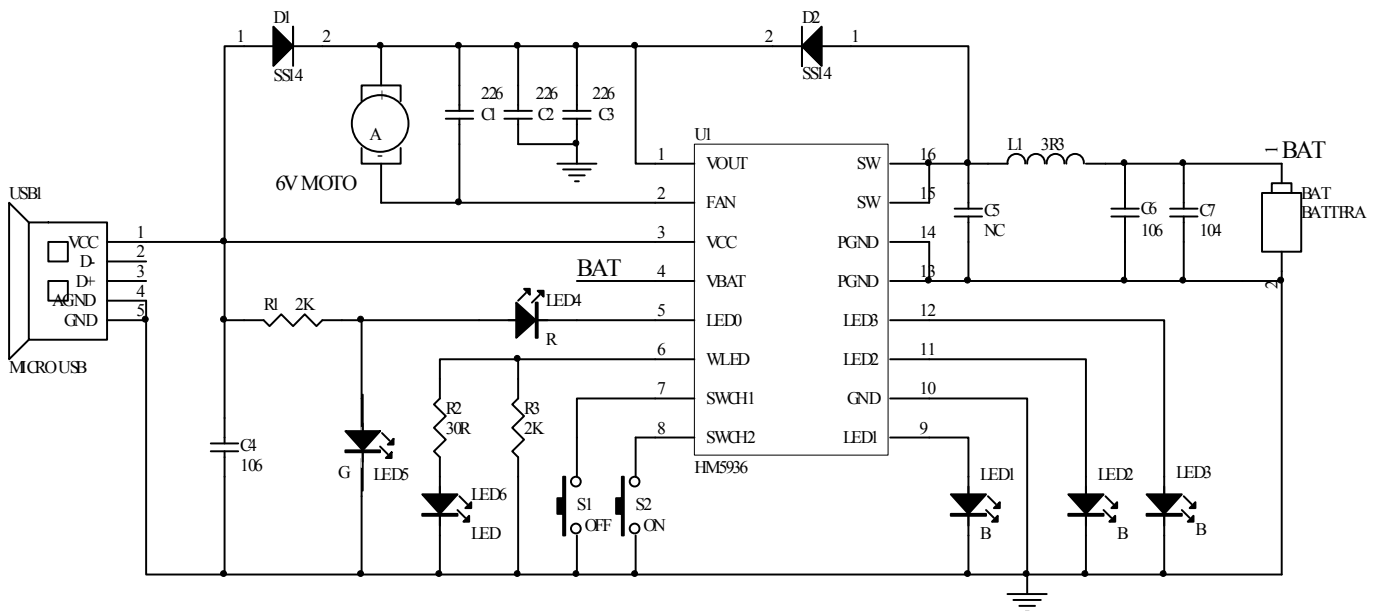 D1
1
2
SS14
D2
2
1
SS14
226
C1
226
C2
226
C3
A
+
-
6V MOTO
U1
1
VOUT
SW
16
2
FAN
SW
15
3
VCC
PGND
14
4
VBAT
PGND
13
5
LED0
LED3
12
6
WLED
LED2
11
7
SWCH1
GND
10
8
SWCH2
LED1
9
HM5936
L1
3R3
1
BAT
BAT
BATTFRA
2
C5
NC
C6
106
C7
104
USB1
VCC
1
D-
2
D+
3
AGND
4
GND
5
MICRO USB
BAT
R1
2K
LED4
R
R2
30R
R3
2K
C4
106
G
LED5
LED6
LED
S1
OFF
S2
ON
LED1
B
LED2
B
LED3
B